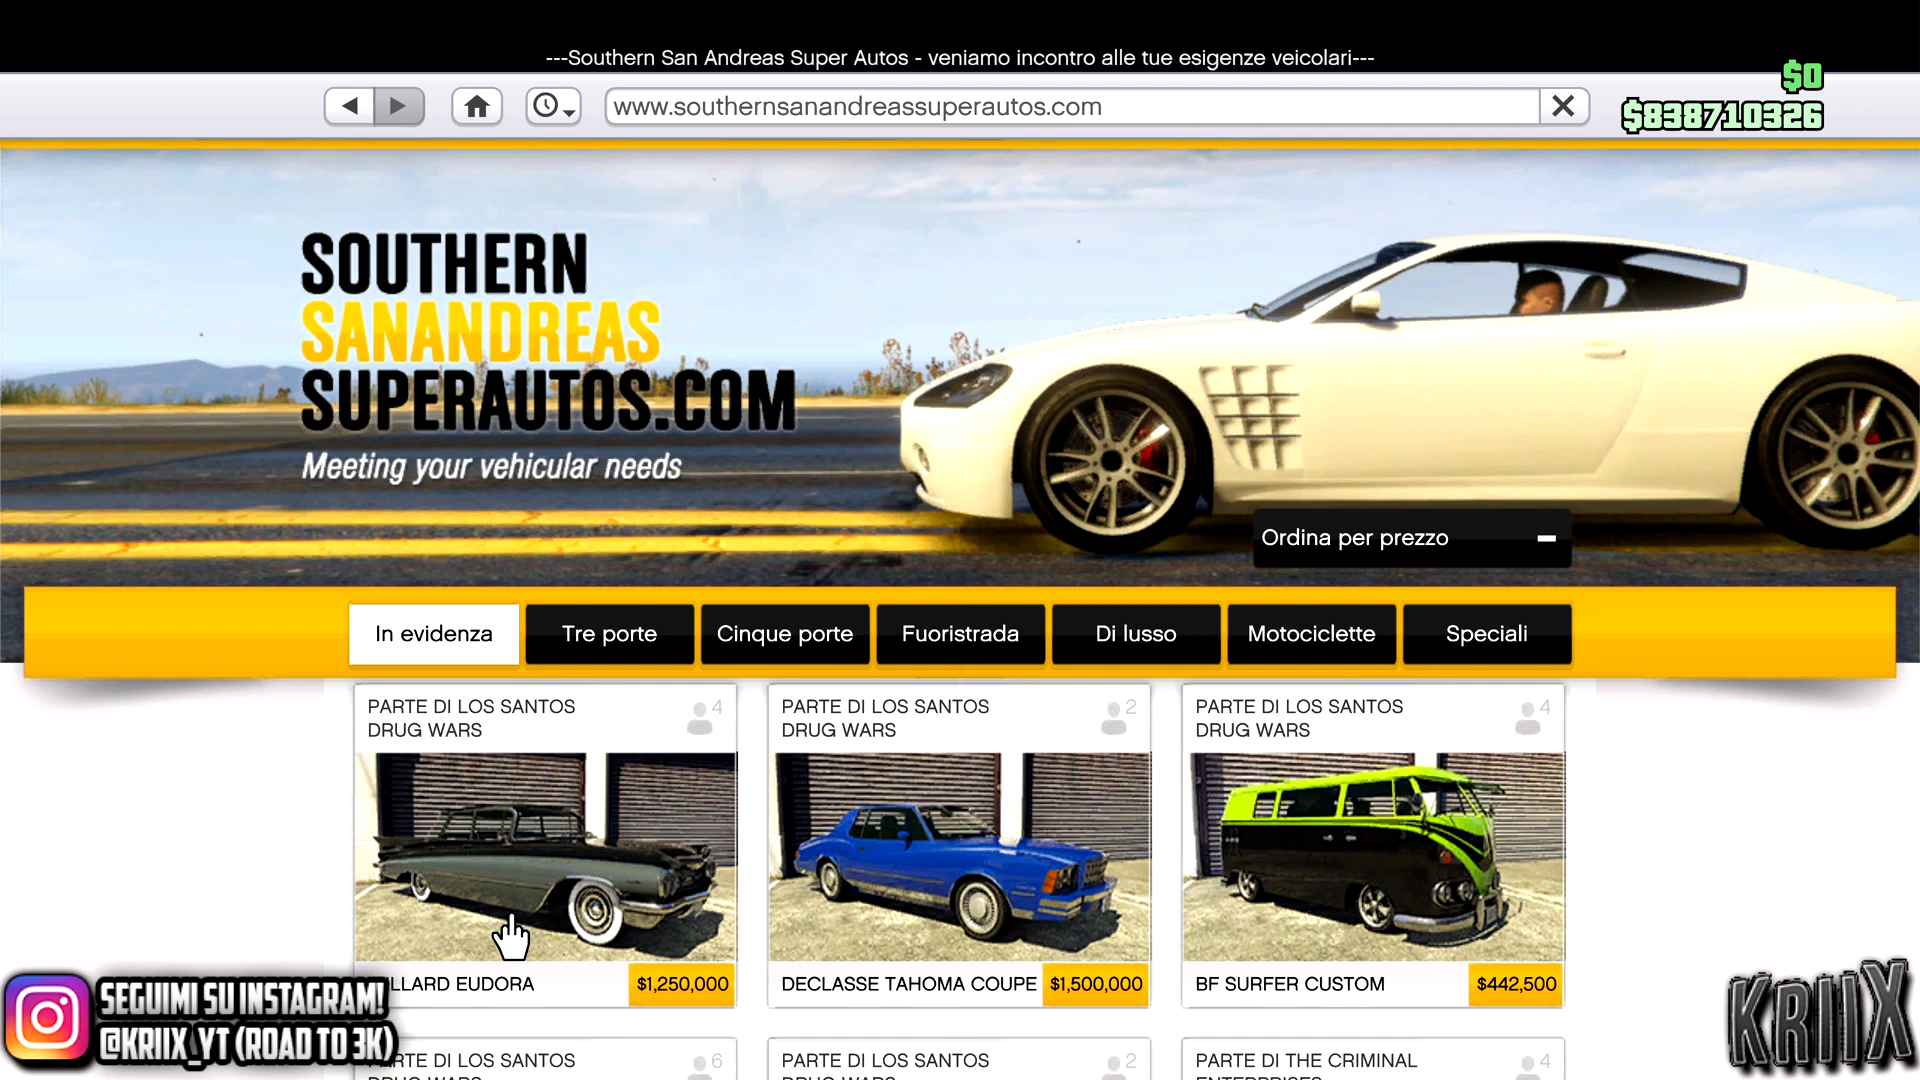 ---Southern San Andreas Super Autos - veniamo incontro alle tue esigenze veicolari---
$0
www.southernsanandreassuperautos.com
$838710326
SOUTHERN
SANANDREAS
SUPERAUTOS.COM
Meeting your vehicular needs
Ordina per prezzo
In evidenza
Tre porte
Cinque porte
Fuoristrada
Di lusso
Motociclette
Speciali
PARTE DI LOS SANTOS
DRUG WARS
4
LLARD EUDORA
$1,250,000
PARTE DI LOS SANTOS
DRUG WARS
2
DECLASSE TAHOMA COUPE
$1,500,000
PARTE DI LOS SANTOS
DRUG WARS
4
BF SURFER CUSTOM
$442,500
SEGUIMI SU INSTAGRAM!
@KRIIX_YT (ROAD TO 3K)
RTE DI LOS SANTOS
DRUG WARS
6
PARTE DI LOS SANTOS
DRUG WARS
2
PARTE DI THE CRIMINAL
ENTERPRISES
4
KRIIX